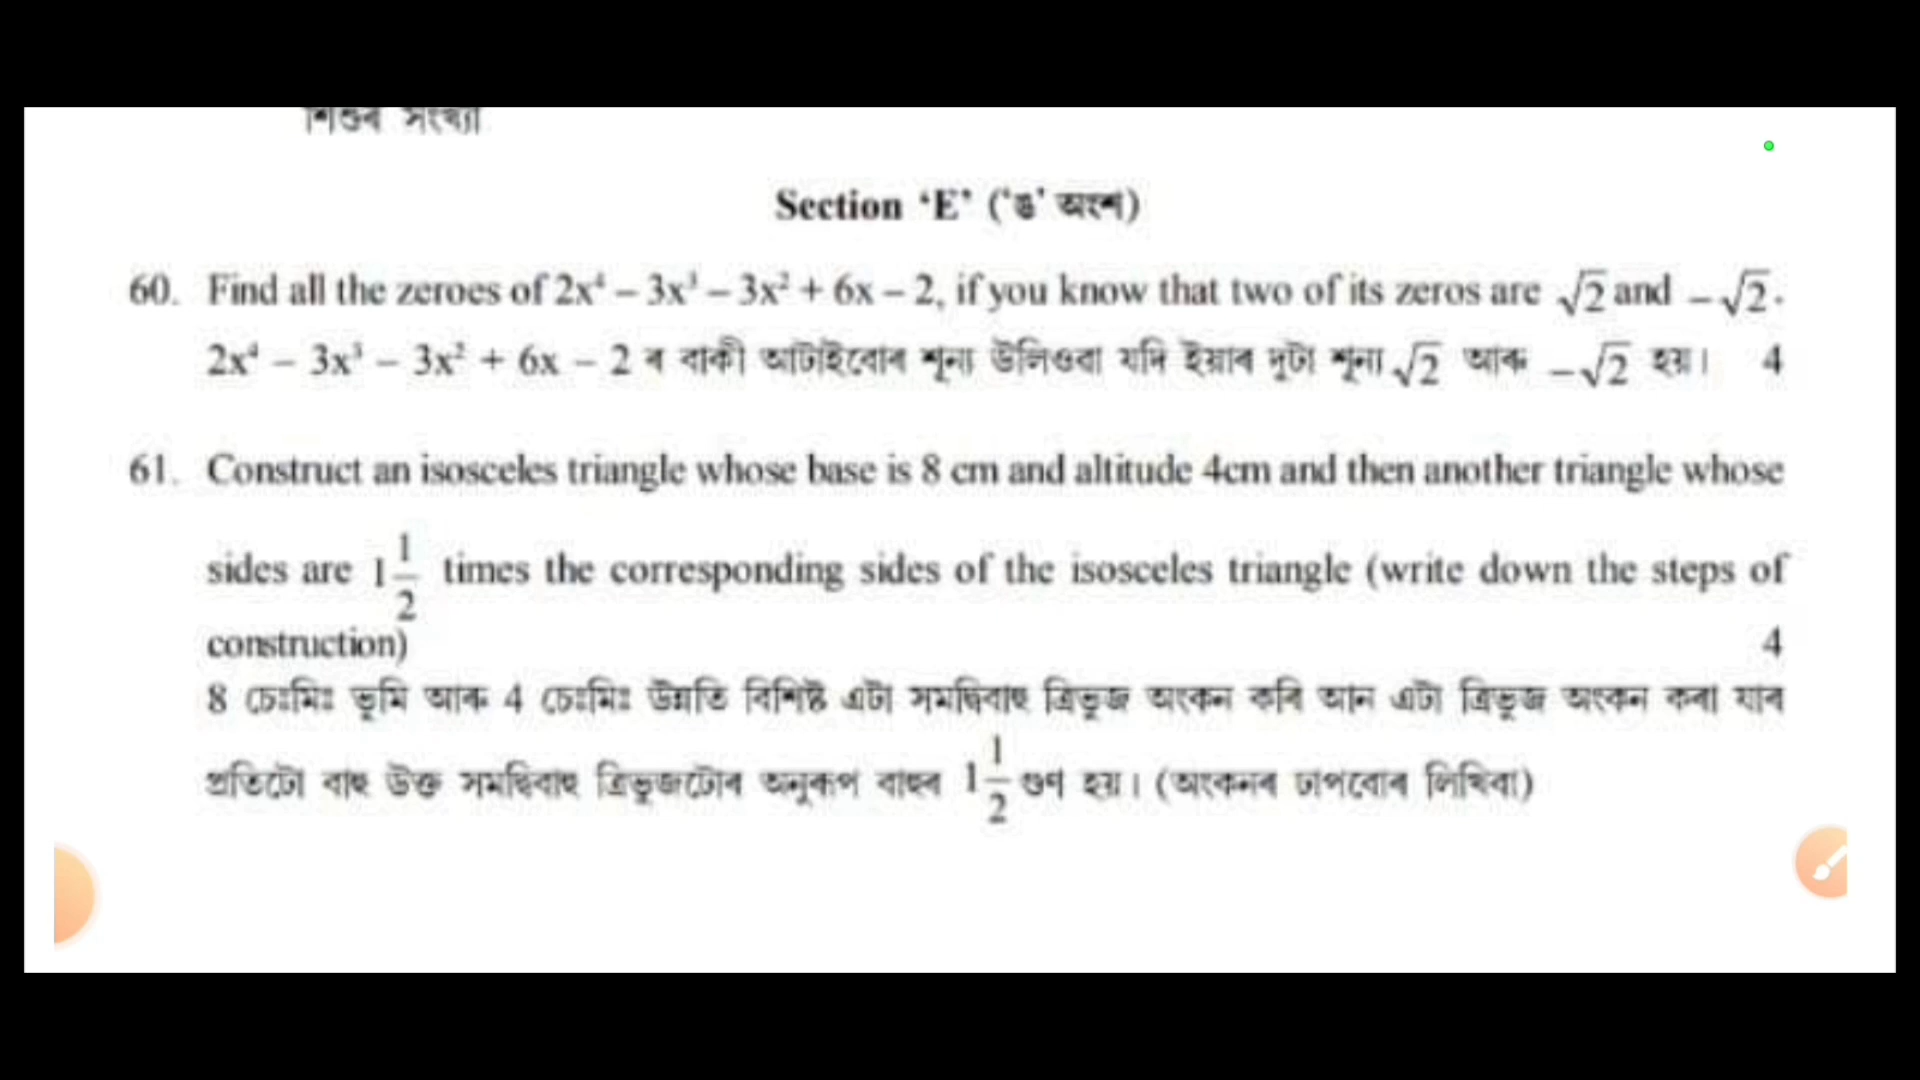 শিশুৰ সংখ্যা
Section ‘E’ (‘ঙ’ অংশ)
60. Find all the zeroes of 2x⁴ – 3x³ – 3x² + 6x – 2, if you know that two of its zeros are √2 and –√2.
2x⁴ – 3x³ – 3x² + 6x – 2 ৰ বাকী আটাইবোৰ শূন্য উলিওৱা যদি ইয়াৰ দুটা শূন্য √2 আৰু –√2 হয়। 4
61. Construct an isosceles triangle whose base is 8 cm and altitude 4cm and then another triangle whose
sides are 1 1/2 times the corresponding sides of the isosceles triangle (write down the steps of
construction) 4
8 চেঃমিঃ ভূমি আৰু 4 চেঃমিঃ উন্নতি বিশিষ্ট এটা সমদ্বিবাহু ত্ৰিভূজ অংকন কৰি আন এটা ত্ৰিভূজ অংকন কৰা যাৰ
প্ৰতিটো বাহু উক্ত সমদ্বিবাহু ত্ৰিভূজটোৰ অনুৰূপ বাহুৰ 1 1/2 গুণ হয়। (অংকনৰ ঢাপবোৰ লিখিবা)